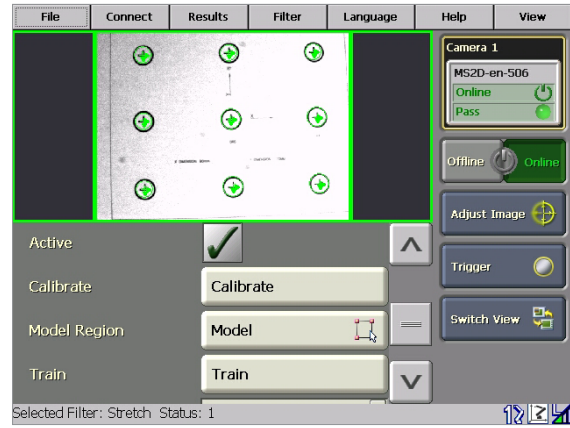 File Connect Results Filter Language Help View
Camera 1
MS2D-en-506
Online
Pass
Offline Online
Adjust Image
Trigger
Switch View
Active
Calibrate Calibrate
Model Region Model
Train Train
Selected Filter: Stretch Status: 1